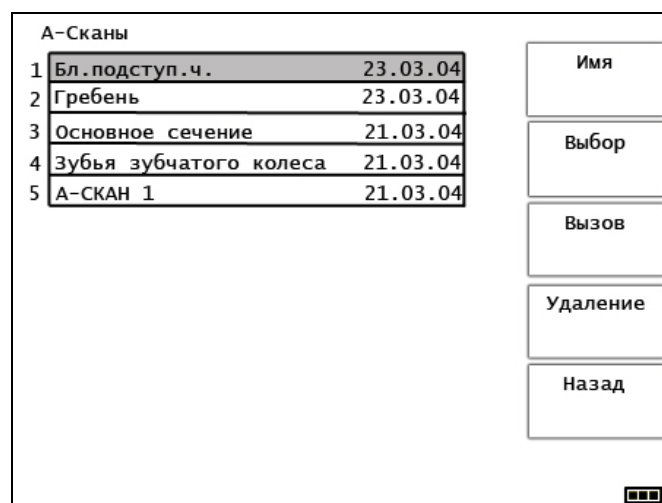 А-Сканы
1 Бл.подступ.ч. 23.03.04
2 Гребень 23.03.04
3 Основное сечение 21.03.04
4 Зубья зубчатого колеса 21.03.04
5 А-СКАН 1 21.03.04
Имя
Выбор
Вызов
Удаление
Назад